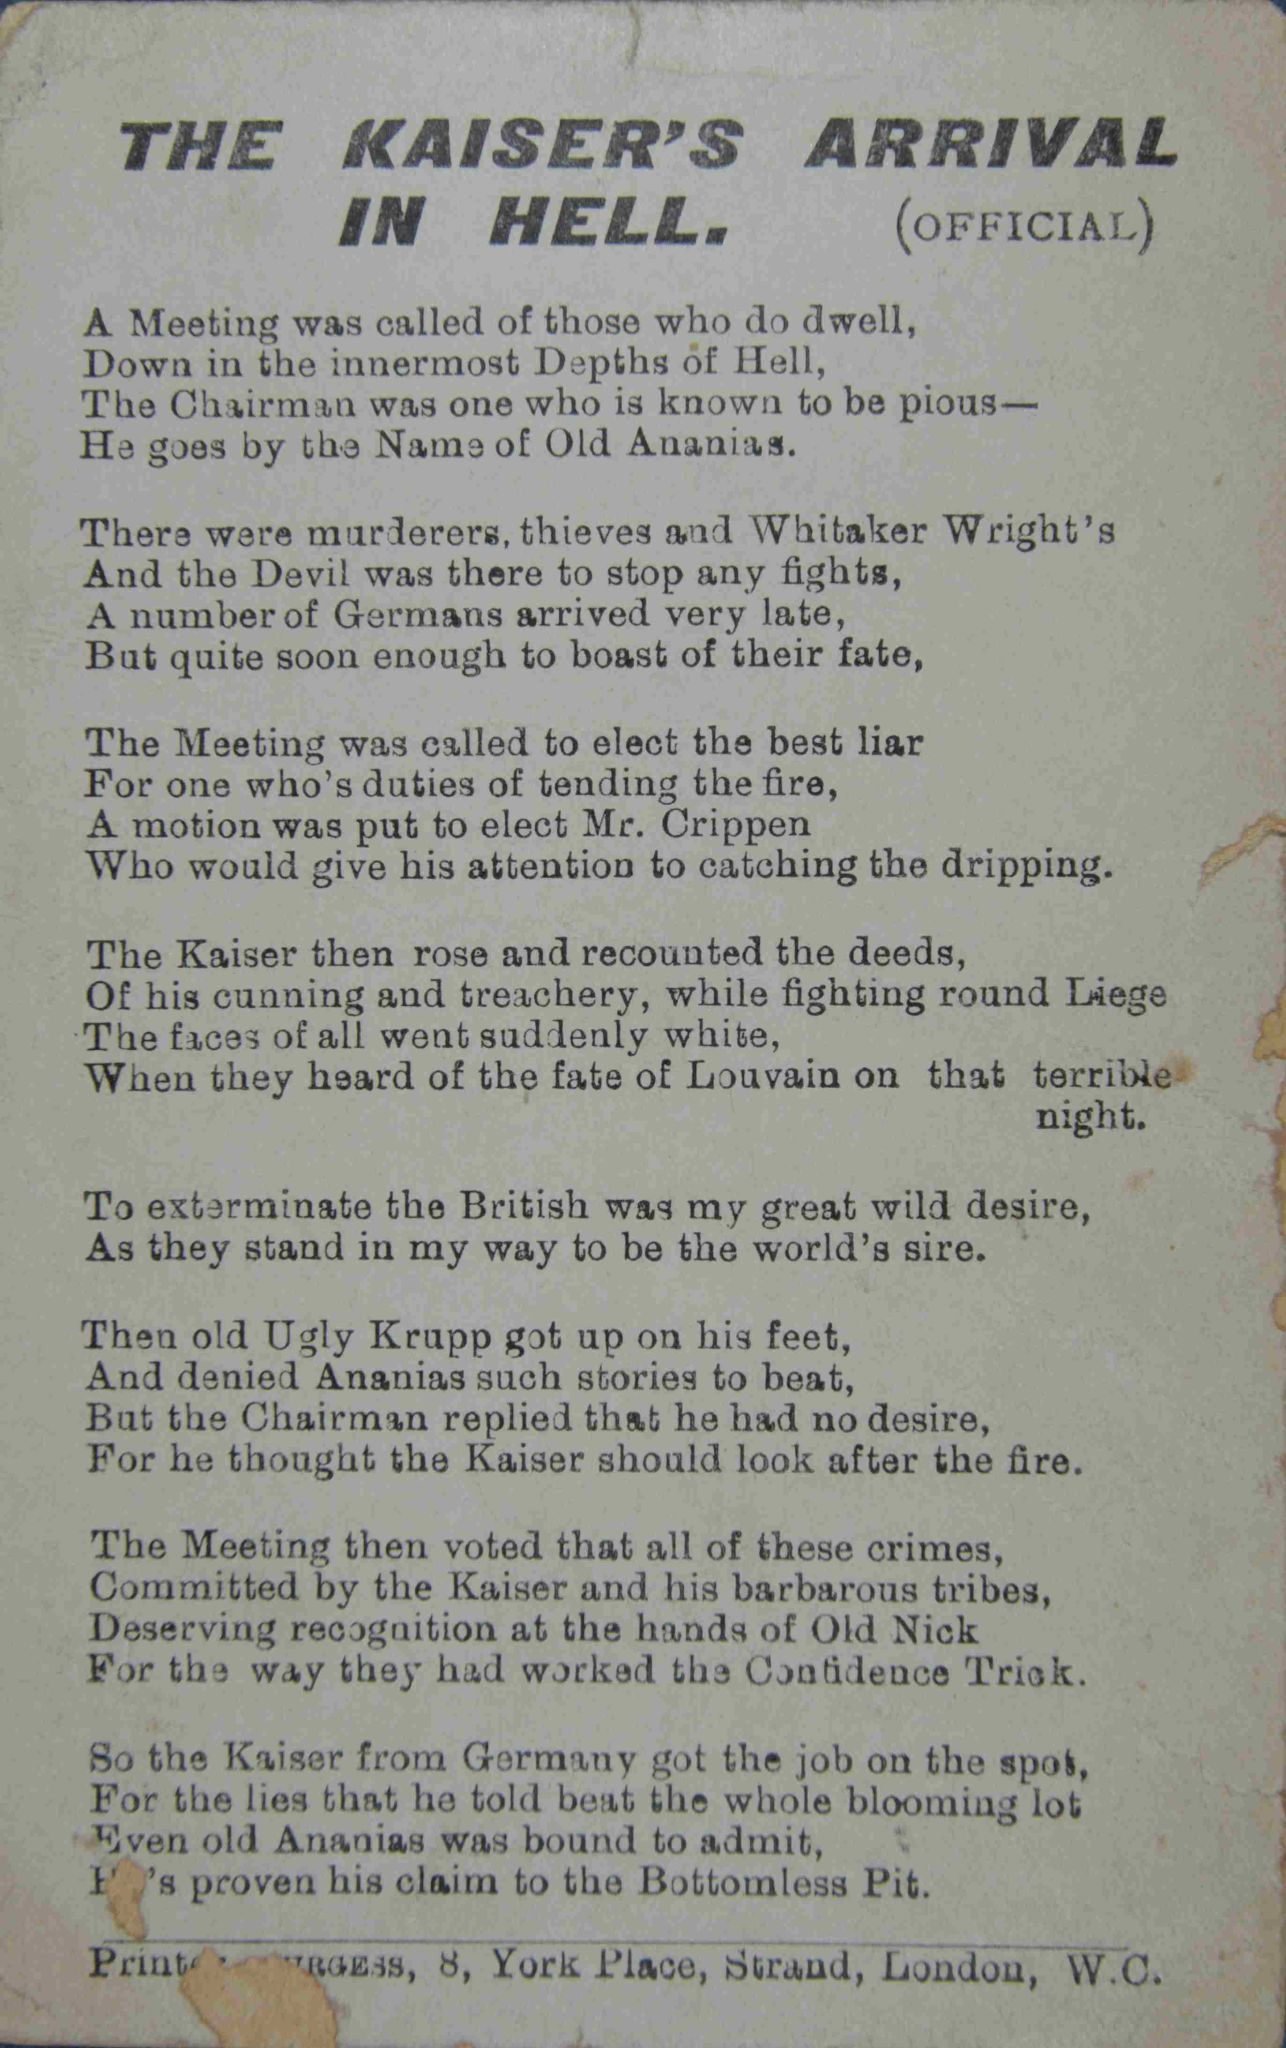 THE KAISER'S ARRIVAL
IN HELL. (OFFICIAL)
A Meeting was called of those who do dwell,
Down in the innermost Depths of Hell,
The Chairman was one who is known to be pious—
He goes by the Name of Old Ananias.
There were murderers, thieves and Whitaker Wright's
And the Devil was there to stop any fights,
A number of Germans arrived very late,
But quite soon enough to boast of their fate,
The Meeting was called to elect the best liar
For one who's duties of tending the fire,
A motion was put to elect Mr. Crippen
Who would give his attention to catching the dripping.
The Kaiser then rose and recounted the deeds,
Of his cunning and treachery, while fighting round Liege
The faces of all went suddenly white,
When they heard of the fate of Louvain on that terrible
night.
To exterminate the British was my great wild desire,
As they stand in my way to be the world's sire.
Then old Ugly Krupp got up on his feet,
And denied Ananias such stories to beat,
But the Chairman replied that he had no desire,
For he thought the Kaiser should look after the fire.
The Meeting then voted that all of these crimes,
Committed by the Kaiser and his barbarous tribes,
Deserving recognition at the hands of Old Nick
For the way they had worked the Confidence Trick.
So the Kaiser from Germany got the job on the spot,
For the lies that he told beat the whole blooming lot
Even old Ananias was bound to admit,
proven his claim to the Bottomless Pit.
8, York Place, Strand, London, W.C.